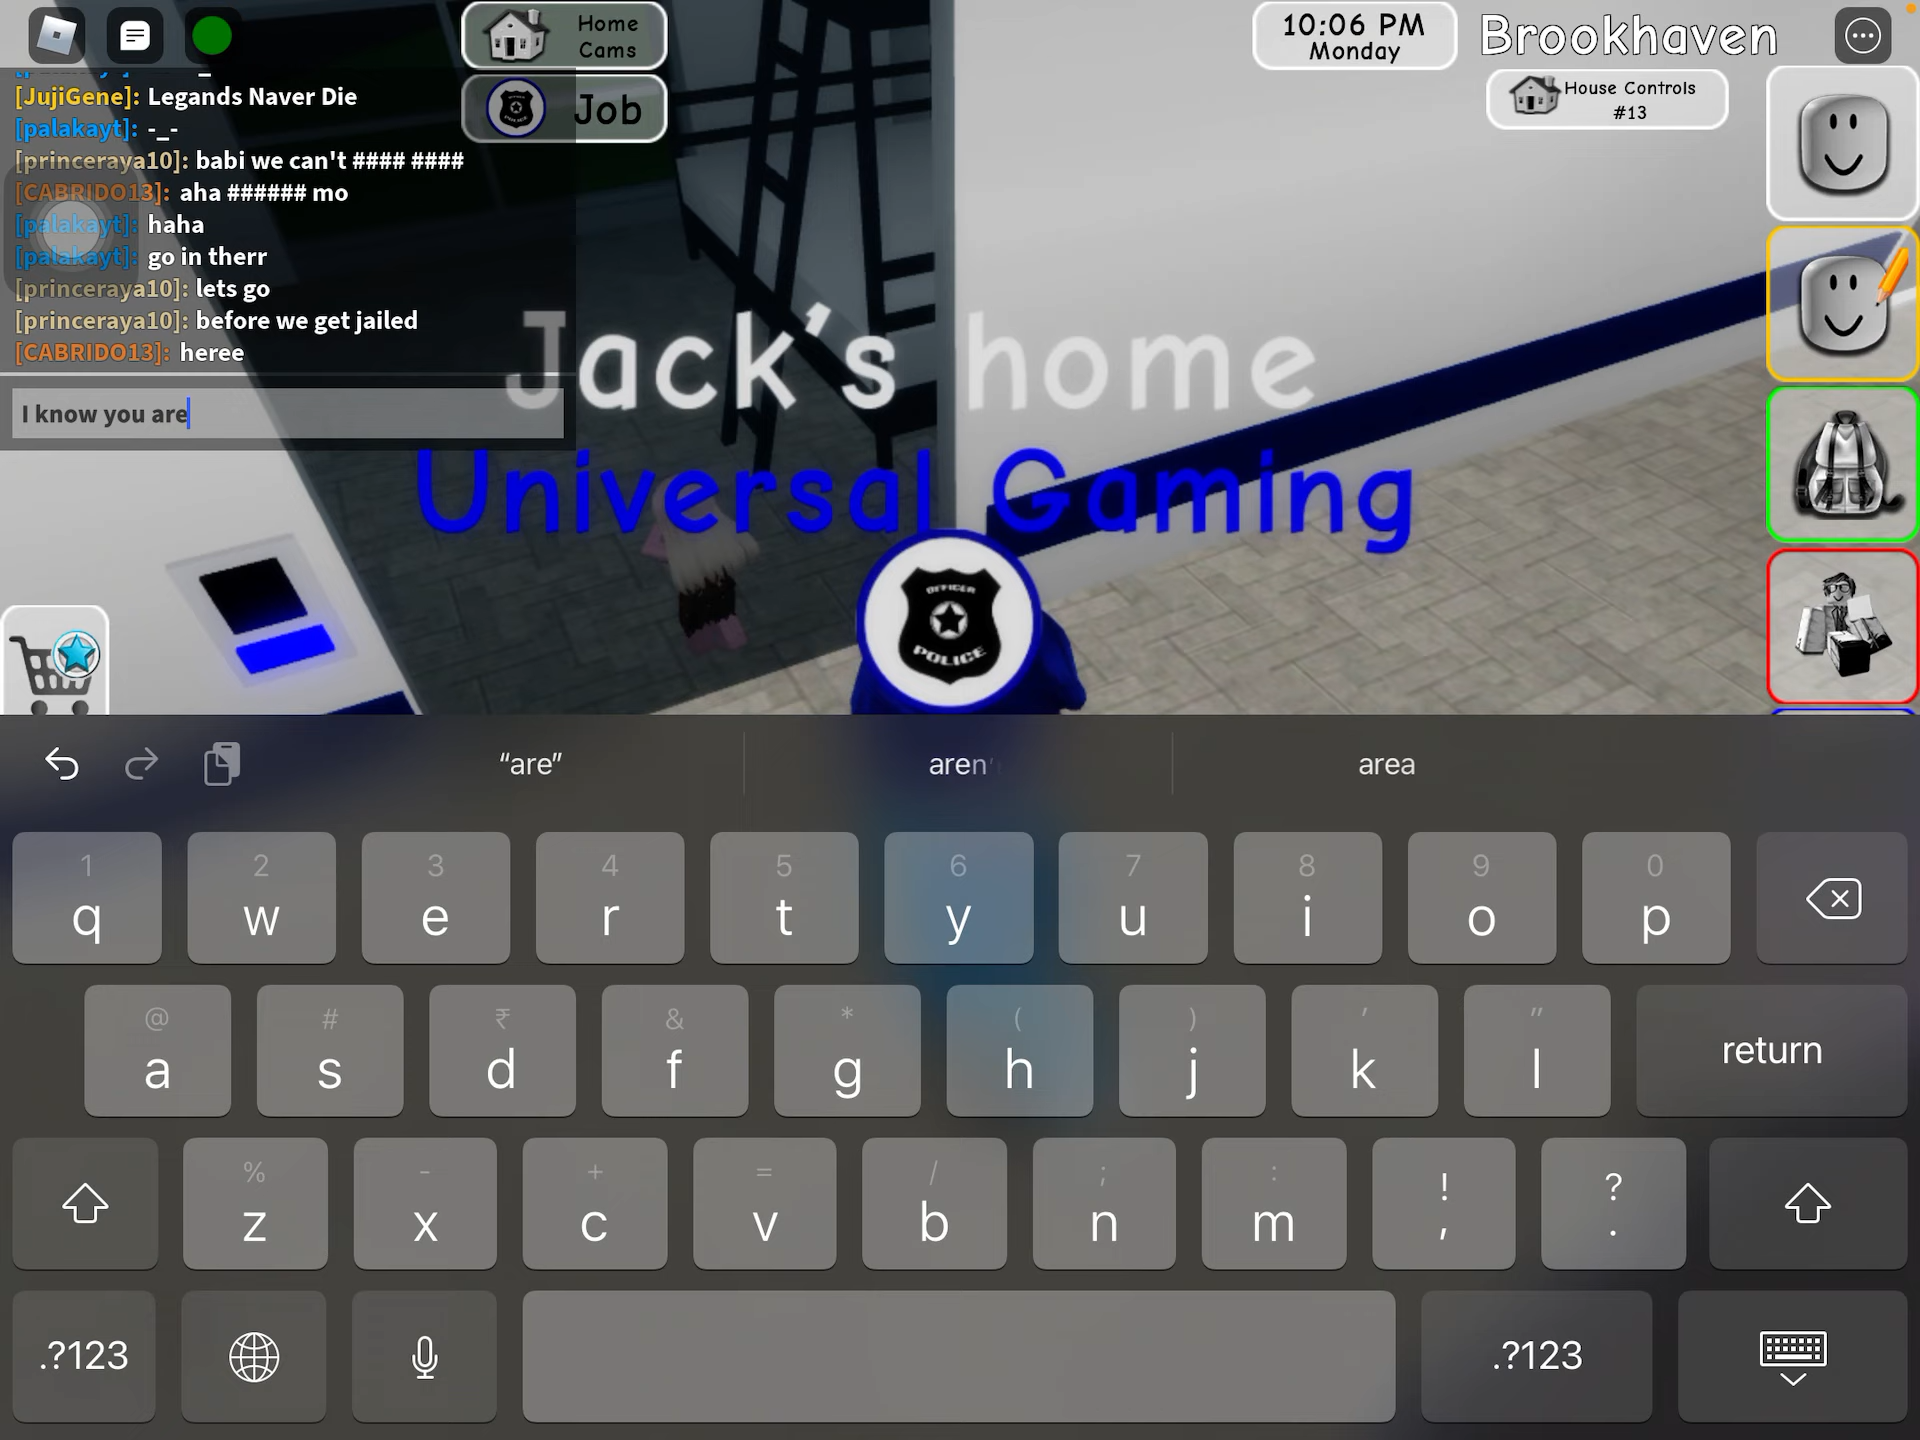 Home
Cams
10:06 PM
Monday
Brookhaven
[JujiGene]: Legands Naver Die
[palakayt]: -_-
[princeraya10]: babi we can't #### ####
[CABRIDO13]: aha ###### mo
[palakayt]: haha
[palakayt]: go in therr
[princeraya10]: lets go
[princeraya10]: before we get jailed
[CABRIDO13]: heree
Job
House Controls
#13
I know you are
Jack's home
Universal Gaming
OFFICER
POLICE
“are”
aren'
area
1 2 3 4 5 6 7 8 9 0
q w e r t y u i o p
@ # ₹ & * ( ) ' "
a s d f g h j k l return
% - + = / ; : ! ?
z x c v b n m , .
.?123 .?123